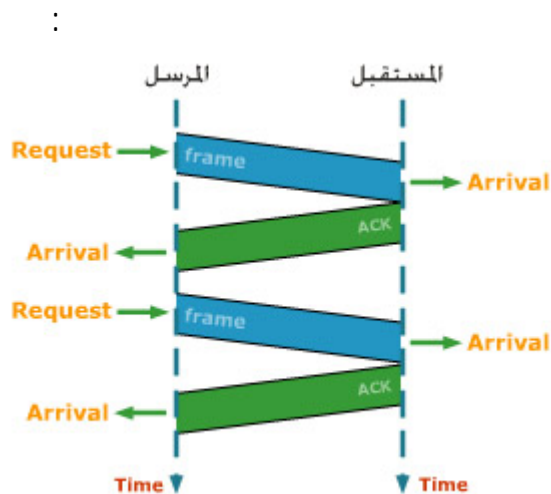 :
المرسل المستقبل
Request frame
Arrival
ACK
Arrival
Request frame
Arrival
ACK
Arrival
Time Time